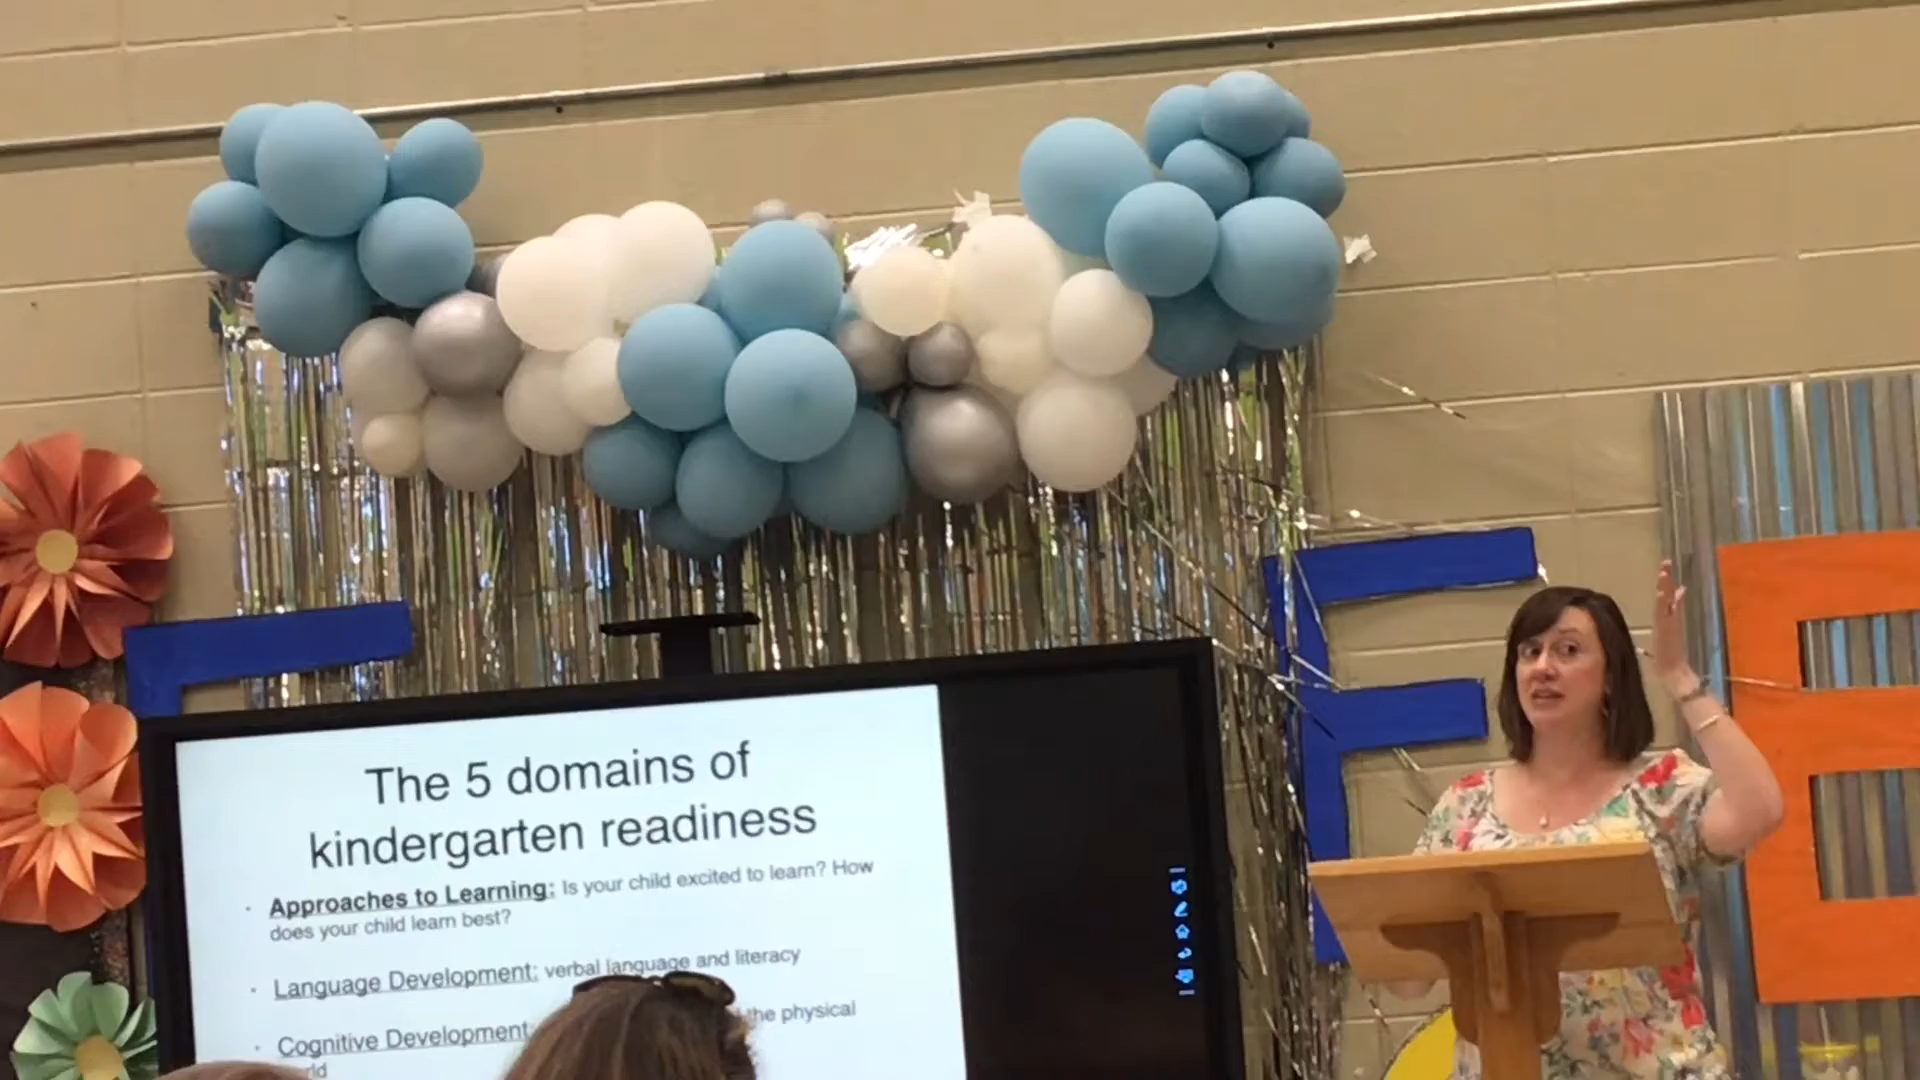 The 5 domains of
kindergarten readiness
Approaches to Learning: Is your child excited to learn? How
does your child learn best?
Language Development: verbal language and literacy
Cognitive Development the physical
F
F
B